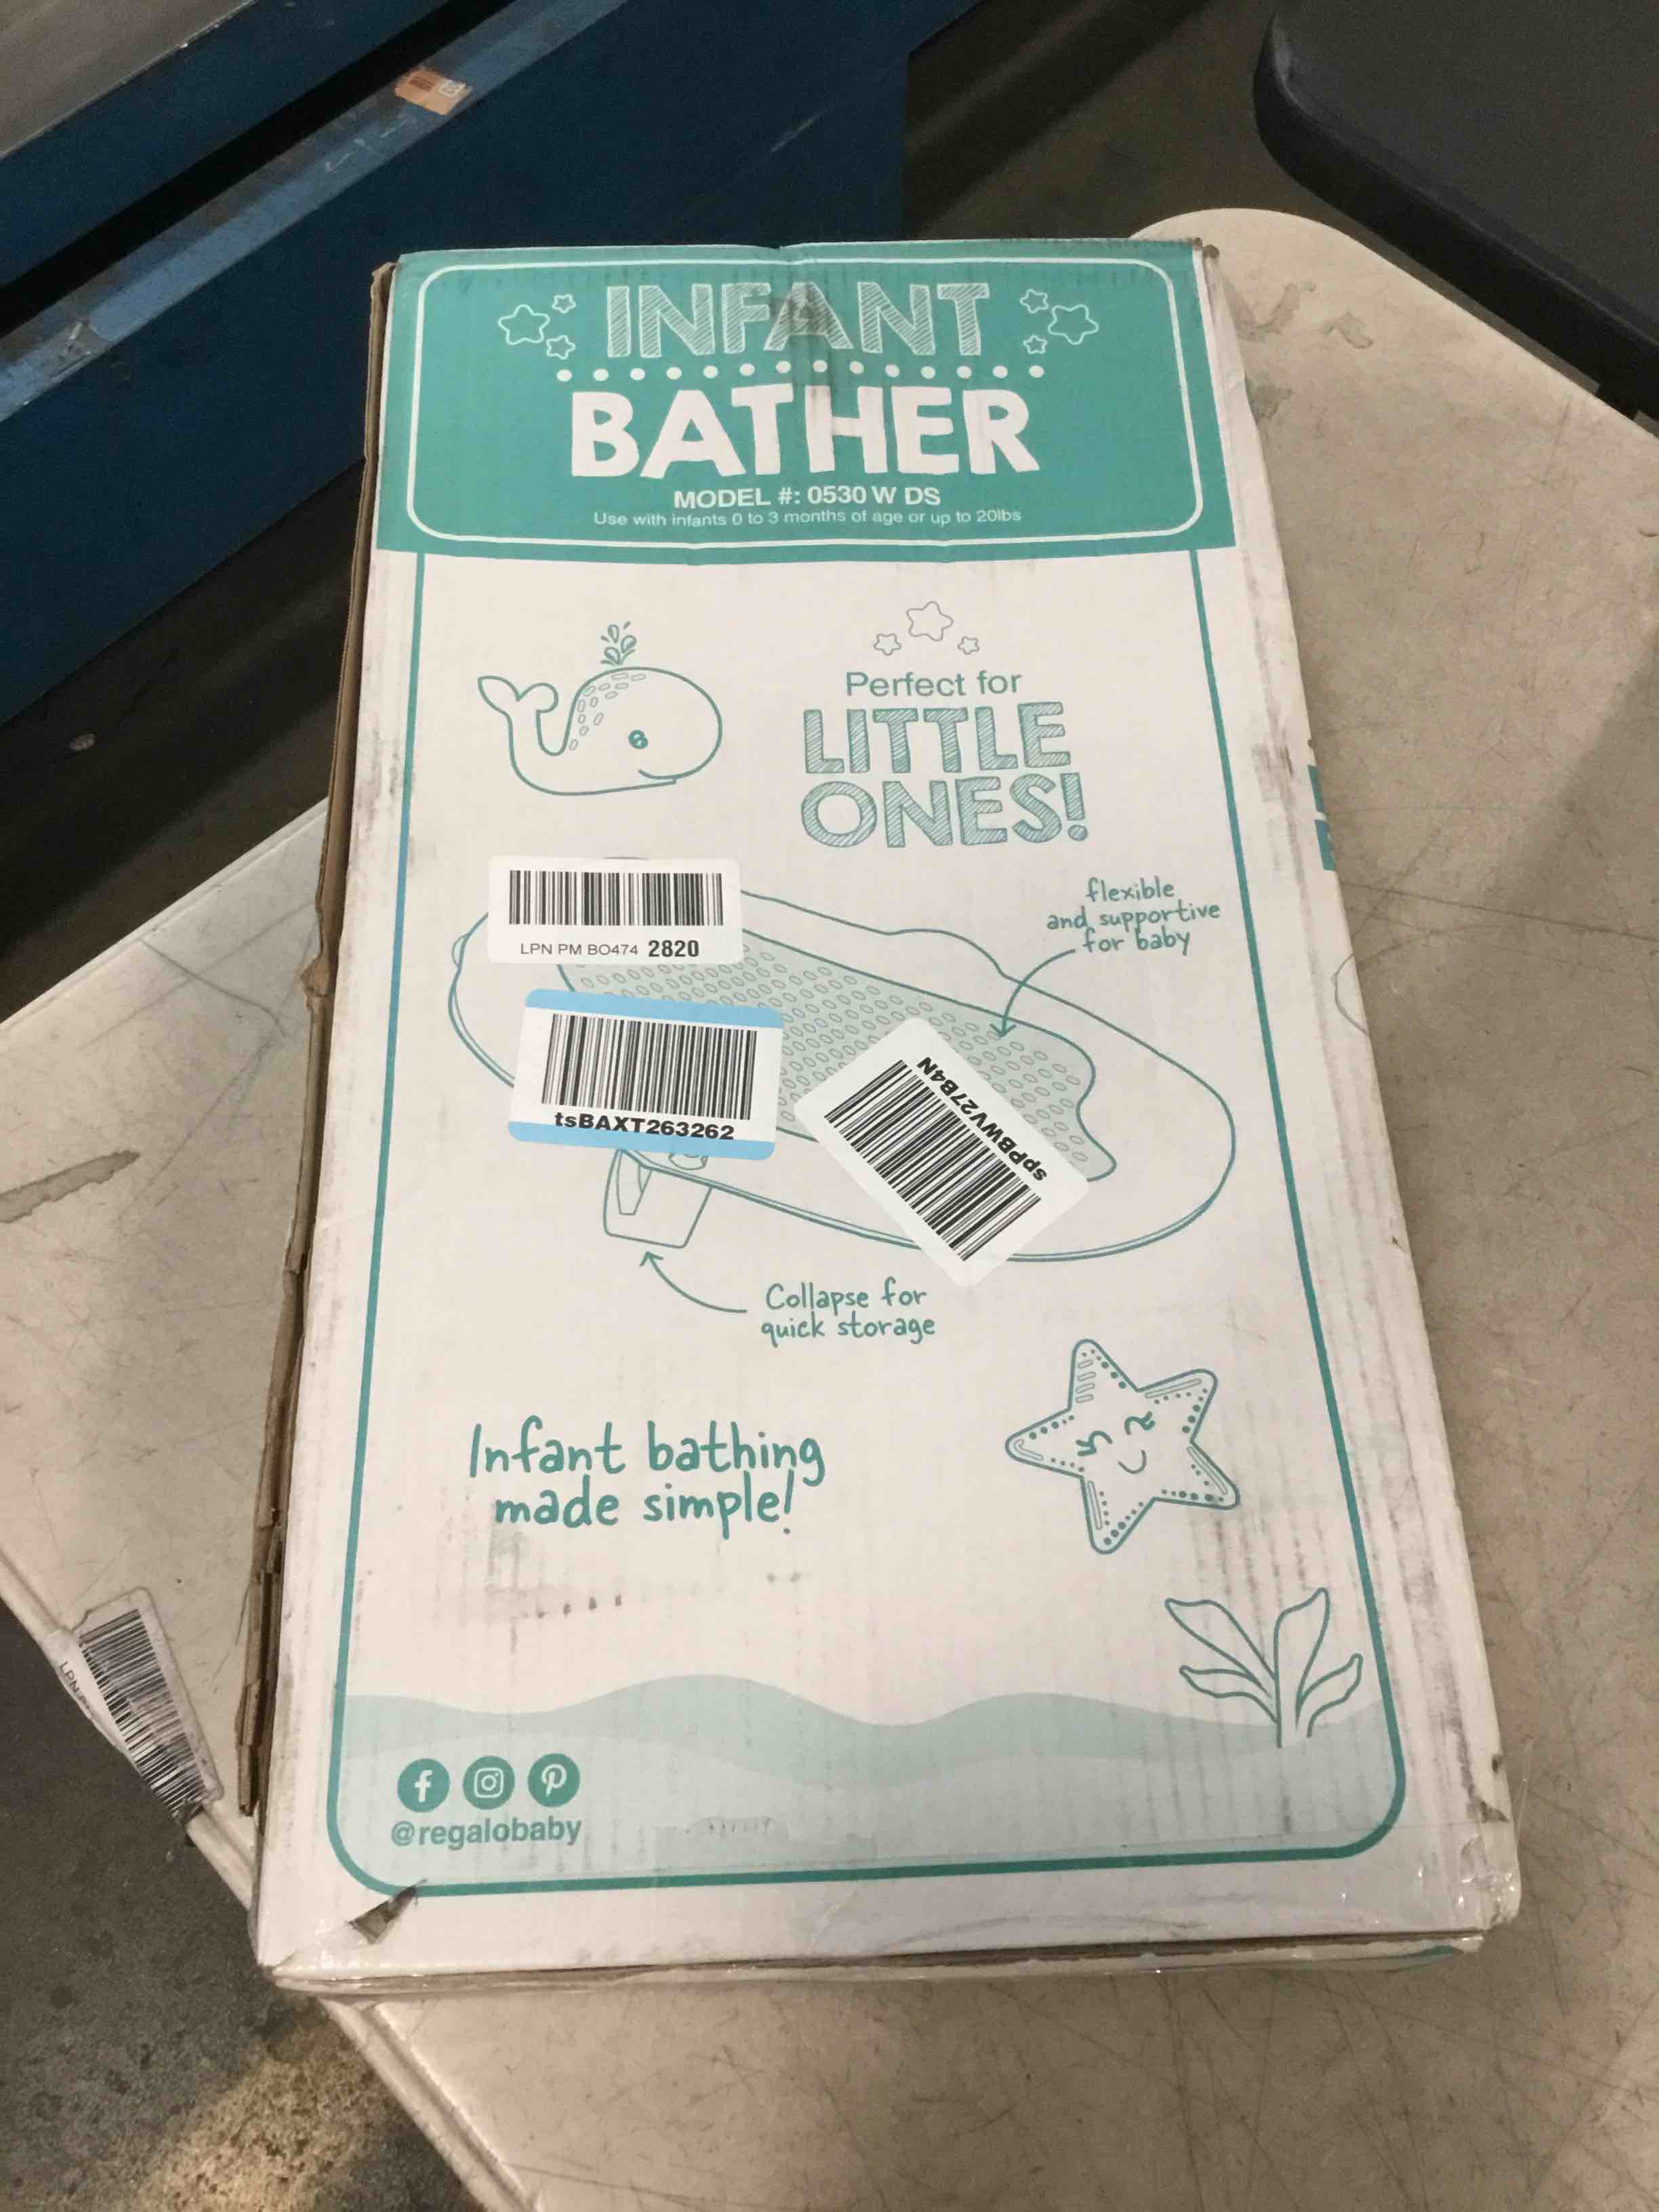 INFANT
BATHER
MODEL #: 0530 W DS
Use with infants 0 to 3 months of age or up to 20lbs
Perfect for
LITTLE
ONES!
flexible
and supportive
for baby
LPN PM BO474 2820
tsBAXT263262
spPBWV27B4N
Collapse for
quick storage
Infant bathing
made simple!
@regalobaby
LPN